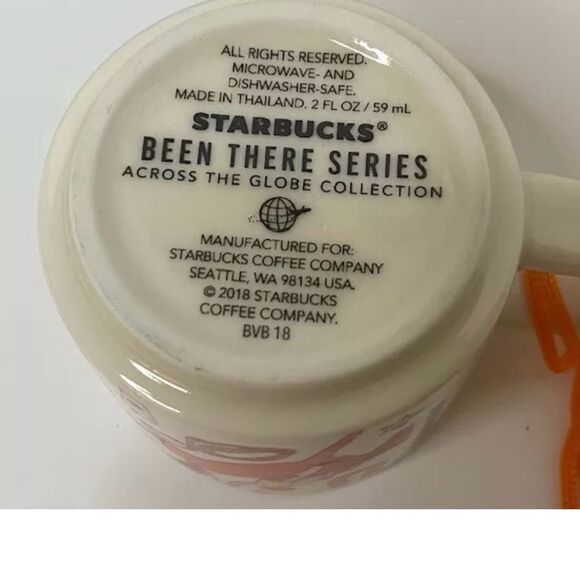 ALL RIGHTS RESERVED.
MICROWAVE- AND
DISHWASHER-SAFE.
MADE IN THAILAND. 2 FL OZ / 59 mL
STARBUCKS®
BEEN THERE SERIES
ACROSS THE GLOBE COLLECTION
MANUFACTURED FOR:
STARBUCKS COFFEE COMPANY
SEATTLE, WA 98134 USA.
© 2018 STARBUCKS
COFFEE COMPANY.
BVB 18